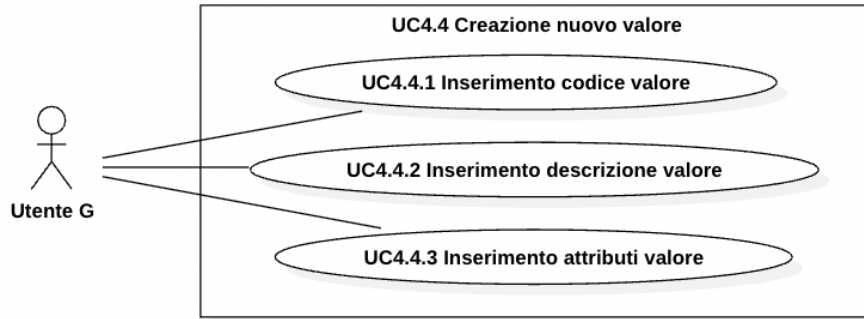 UC4.4 Creazione nuovo valore
UC4.4.1 Inserimento codice valore
UC4.4.2 Inserimento descrizione valore
Utente G
UC4.4.3 Inserimento attributi valore